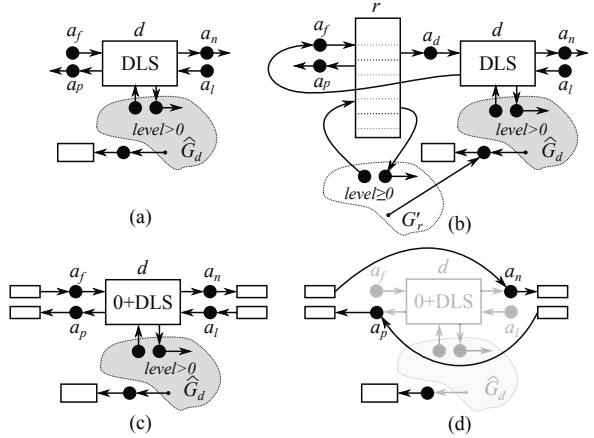 d
a_f
a_n
DLS
a_p
a_l
level>0
Ĝ_d
(a)
r
a_f
a_d
d
a_n
DLS
a_p
a_l
level>0
Ĝ_d
level≥0
G'_r
(b)
d
a_f
a_n
0+DLS
a_p
a_l
level>0
Ĝ_d
(c)
d
a_f
a_n
0+DLS
a_p
a_l
Ĝ_d
(d)